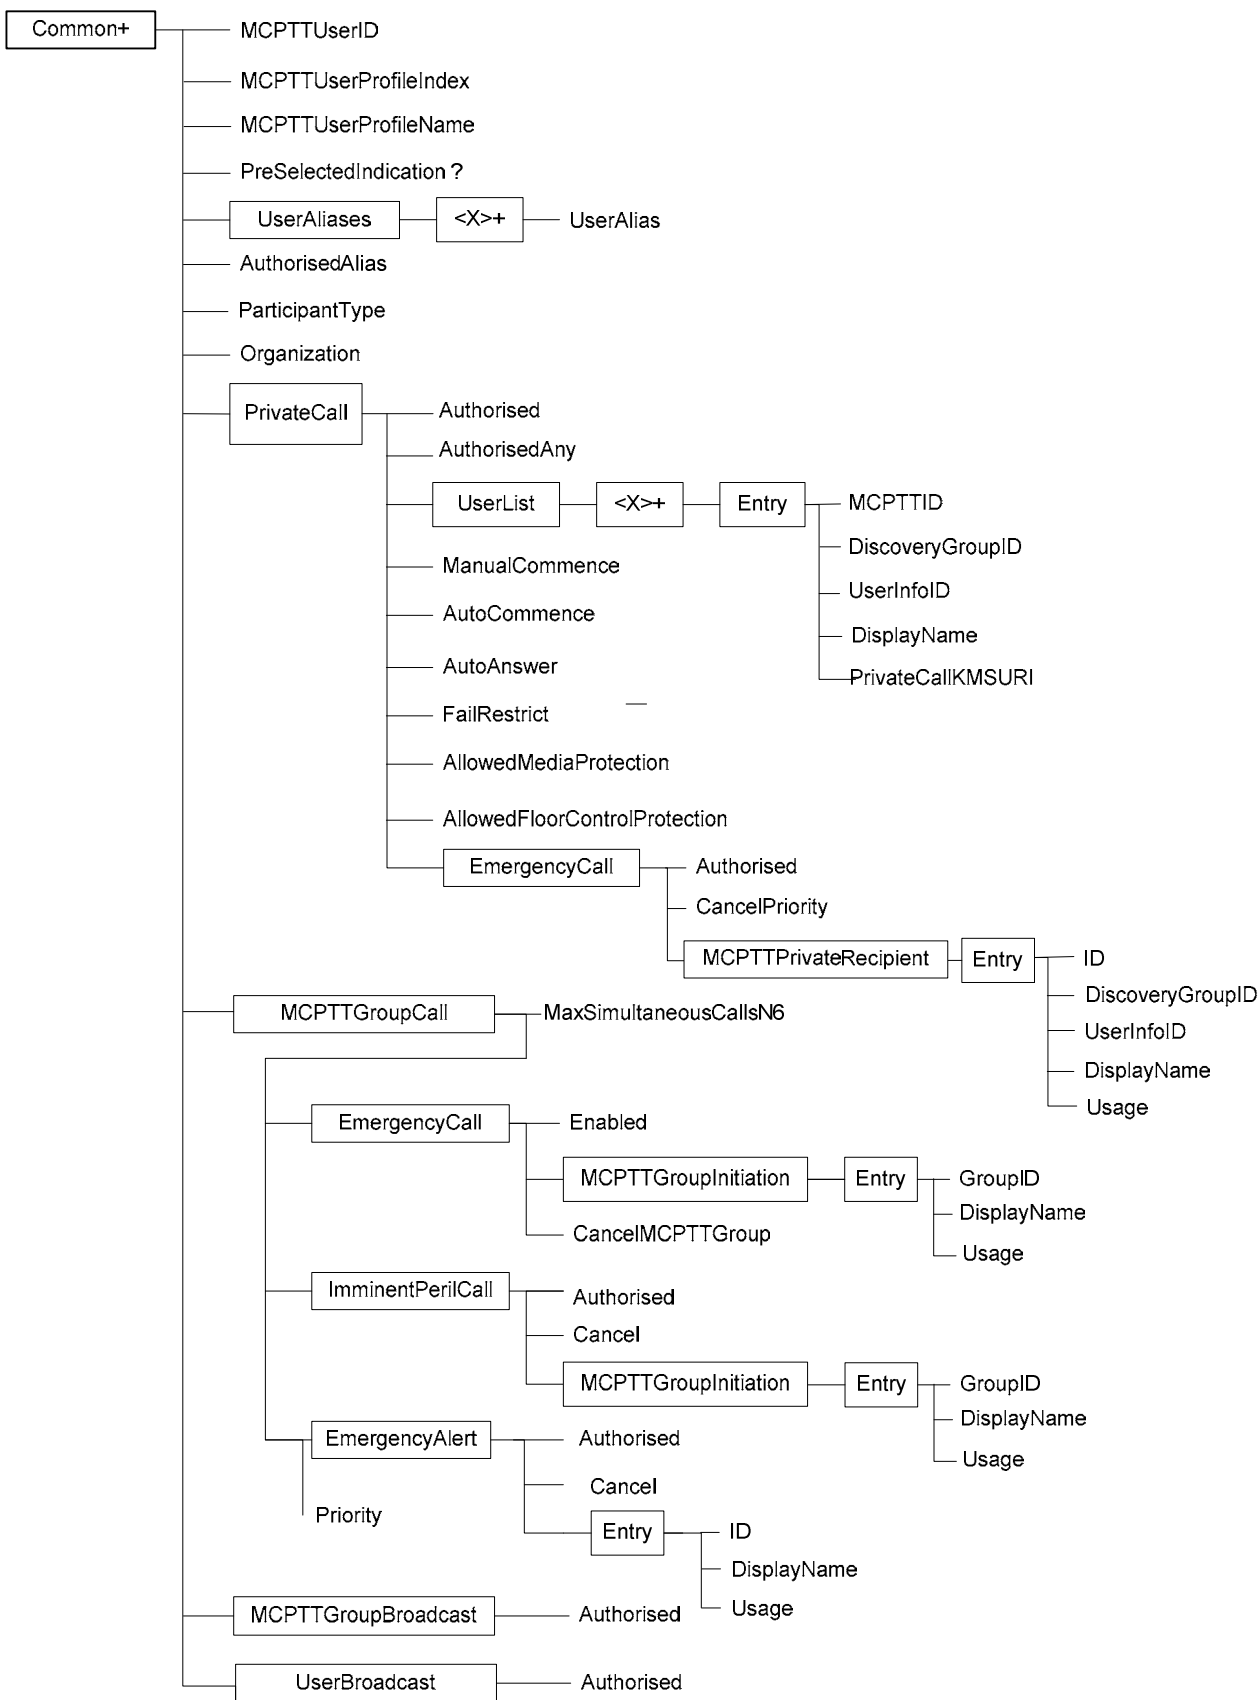 Common+
MCPTTUserID
MCPTTUserProfileIndex
MCPTTUserProfileName
PreSelectedIndication ?
UserAliases <X>+ UserAlias
AuthorisedAlias
ParticipantType
Organization
PrivateCall Authorised
AuthorisedAny
UserList <X>+ Entry MCPTTID
DiscoveryGroupID
UserInfoID
DisplayName
PrivateCallKMSURI
ManualCommence
AutoCommence
AutoAnswer
FailRestrict
AllowedMediaProtection
AllowedFloorControlProtection
EmergencyCall Authorised
CancelPriority
MCPTTPrivateRecipient Entry ID
DiscoveryGroupID
UserInfoID
DisplayName
Usage
MCPTTGroupCall MaxSimultaneousCallsN6
EmergencyCall Enabled
MCPTTGroupInitiation Entry GroupID
DisplayName
Usage
CancelMCPTTGroup
ImminentPerilCall Authorised
Cancel
MCPTTGroupInitiation Entry GroupID
DisplayName
Usage
EmergencyAlert Authorised
Cancel
Entry ID
DisplayName
Usage
Priority
MCPTTGroupBroadcast Authorised
UserBroadcast Authorised